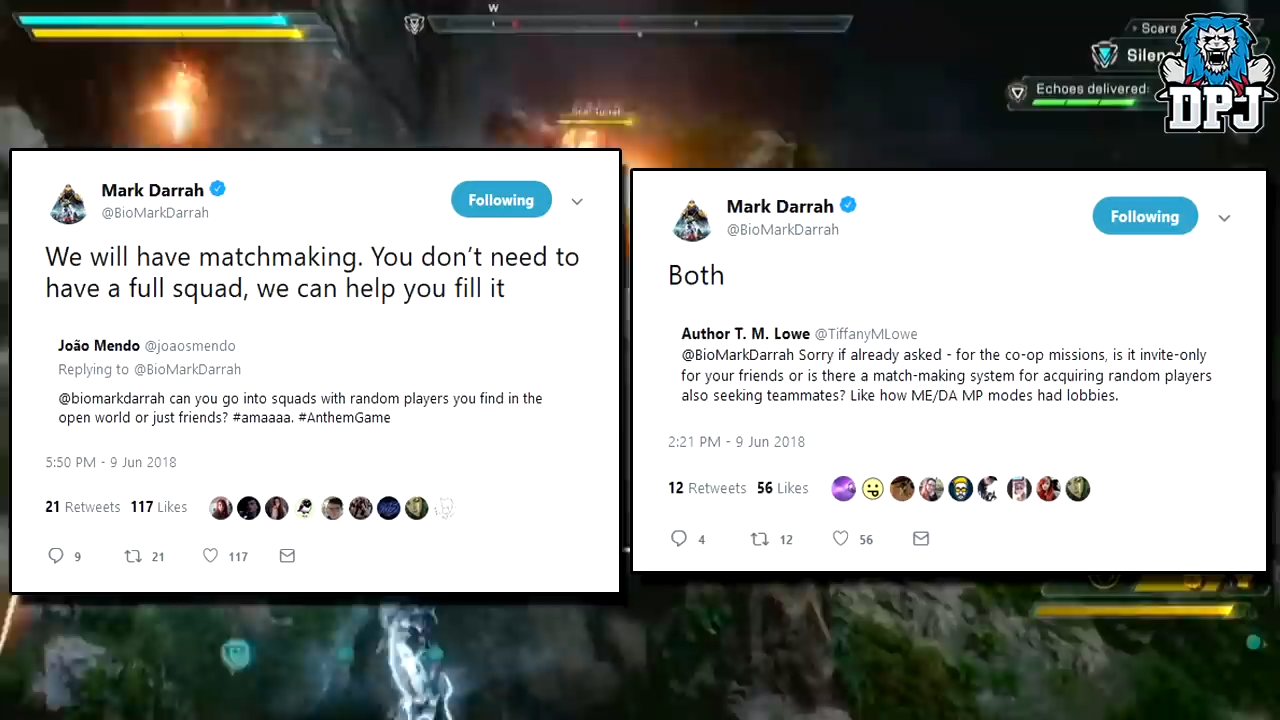 W
Scars
Echoes delivered:
DPJ
Mark Darrah
@BioMarkDarrah
Following
We will have matchmaking. You don't need to
have a full squad, we can help you fill it
João Mendo @joaosmendo
Replying to @BioMarkDarrah
@biomarkdarrah can you go into squads with random players you find in the
open world or just friends? #amaaaa. #AnthemGame
5:50 PM - 9 Jun 2018
21 Retweets 117 Likes
9 21 117
Mark Darrah
@BioMarkDarrah
Following
Both
Author T. M. Lowe @TiffanyMLowe
@BioMarkDarrah Sorry if already asked - for the co-op missions, is it invite-only
for your friends or is there a match-making system for acquiring random players
also seeking teammates? Like how ME/DA MP modes had lobbies.
2:21 PM - 9 Jun 2018
12 Retweets 56 Likes
4 12 56